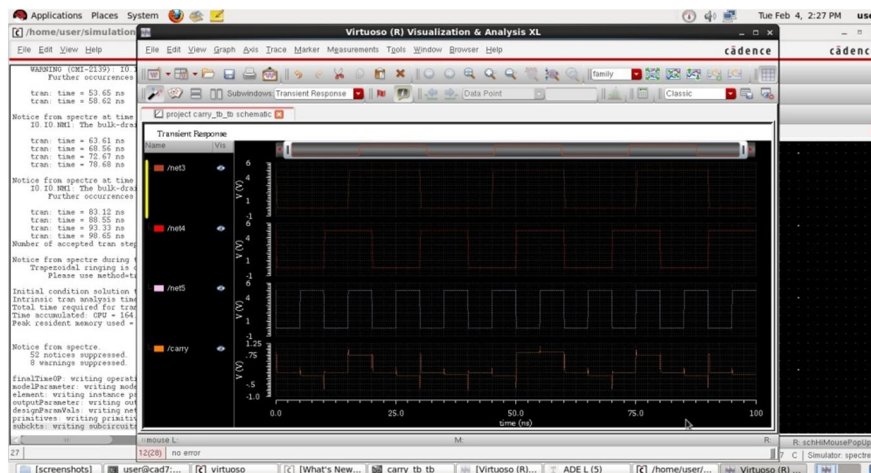 Applications Places System
Tue Feb 4, 2:27 PM
/home/user/simulation
Virtuoso (R) Visualization & Analysis XL
File Edit View Help
File Edit View Graph Axis Trace Marker Measurements Tools Window Browser Help
cādence
cādenc
WARNING (CMI-2139): I0.
Further occurrences
tran: time = 53.65 ns
tran: time = 58.62 ns
Notice from spectre at time
I0.I0.NM1: The bulk-drai
tran: time = 63.61 ns
tran: time = 68.56 ns
tran: time = 72.67 ns
tran: time = 78.68 ns
Notice from spectre at time
I0.I0.NM1: The bulk-drai
Further occurrences
tran: time = 83.12 ns
tran: time = 88.55 ns
tran: time = 93.33 ns
tran: time = 98.65 ns
Number of accepted tran step
Notice from spectre during t
Trapezoidal ringing is
Please use method=t
Initial condition solution t
Intrinsic tran analysis time
Total time required for tran
Time accumulated: CPU = 164.
Peak resident memory used =
Notice from spectre.
52 notices suppressed.
8 warnings suppressed.
finalTimeOP: writing operati
modelParameter: writing mode
element: writing instance p
outputParameter: writing out
designParamVals: writing net
primitives: writing primitiv
subckts: writing subcircuits
27
family
Subwindows: Transient Response
Data Point
Classic
project carry_tb_tb schematic
Transient Response
Name Vis
/net3
6
4
V (V)
-1
/net4
6
4
V (V)
-1
/net5
6
4
V (V)
-1
/carry
1.25
.75
V (V)
-.5
-1.0
0.0 25.0 50.0 75.0 100
time (ns)
mouse L: M: R:
12(28) no error
R: schHiMousePopUp
7 C Simulator: spectre
[screenshots] user@cad7:... virtuoso [What's New... carry tb tb [Virtuoso (R)... ADE L (5) /home/user/... Virtuoso (R)...